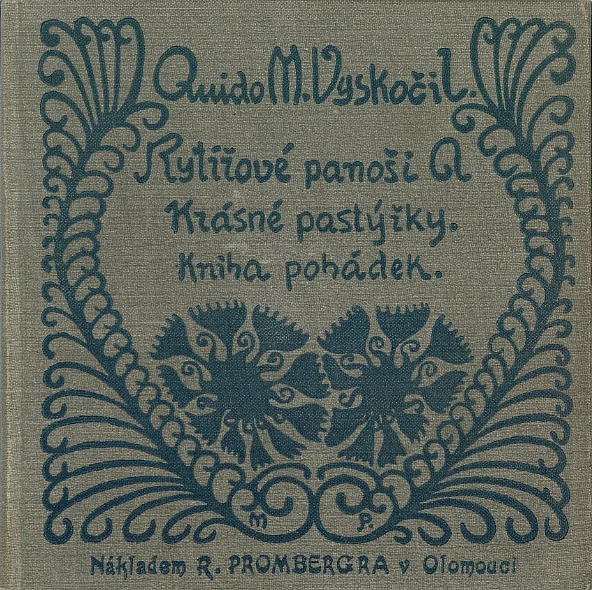 Quido M. Vyskočil.
Rytířové panoši A
Krásné pastýřky.
Kniha pohádek.
M P.
Nákladem R. PROMBERGRA v Olomouci